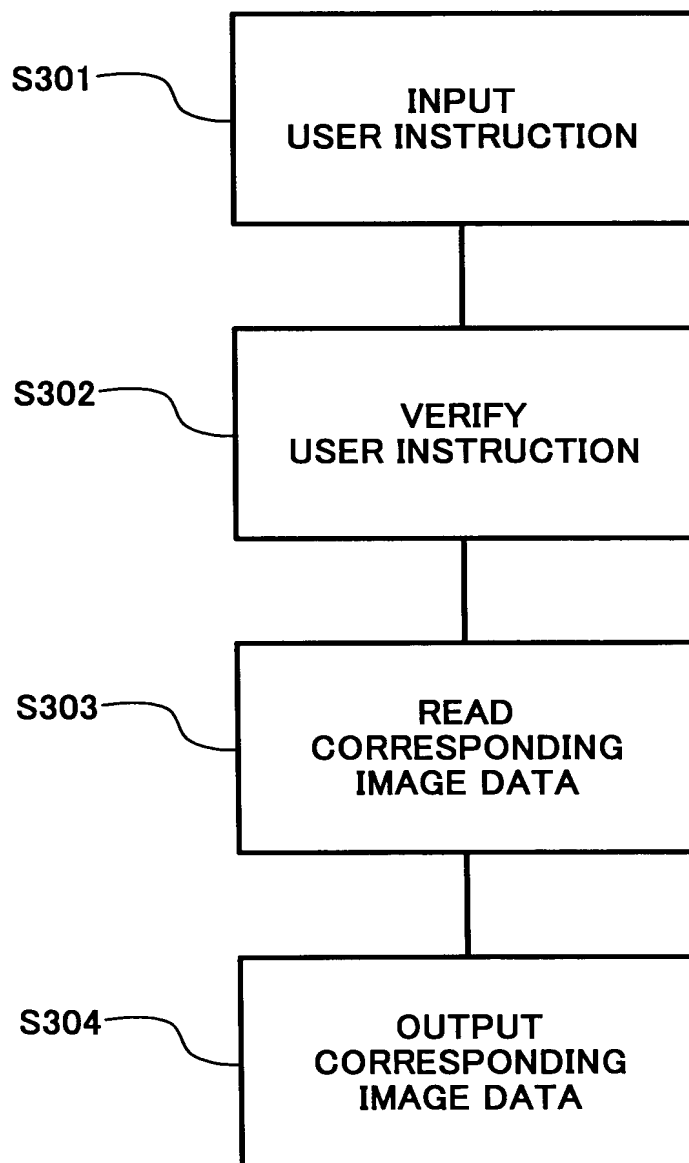 S301
INPUT
USER INSTRUCTION
S302
VERIFY
USER INSTRUCTION
S303
READ
CORRESPONDING
IMAGE DATA
S304
OUTPUT
CORRESPONDING
IMAGE DATA